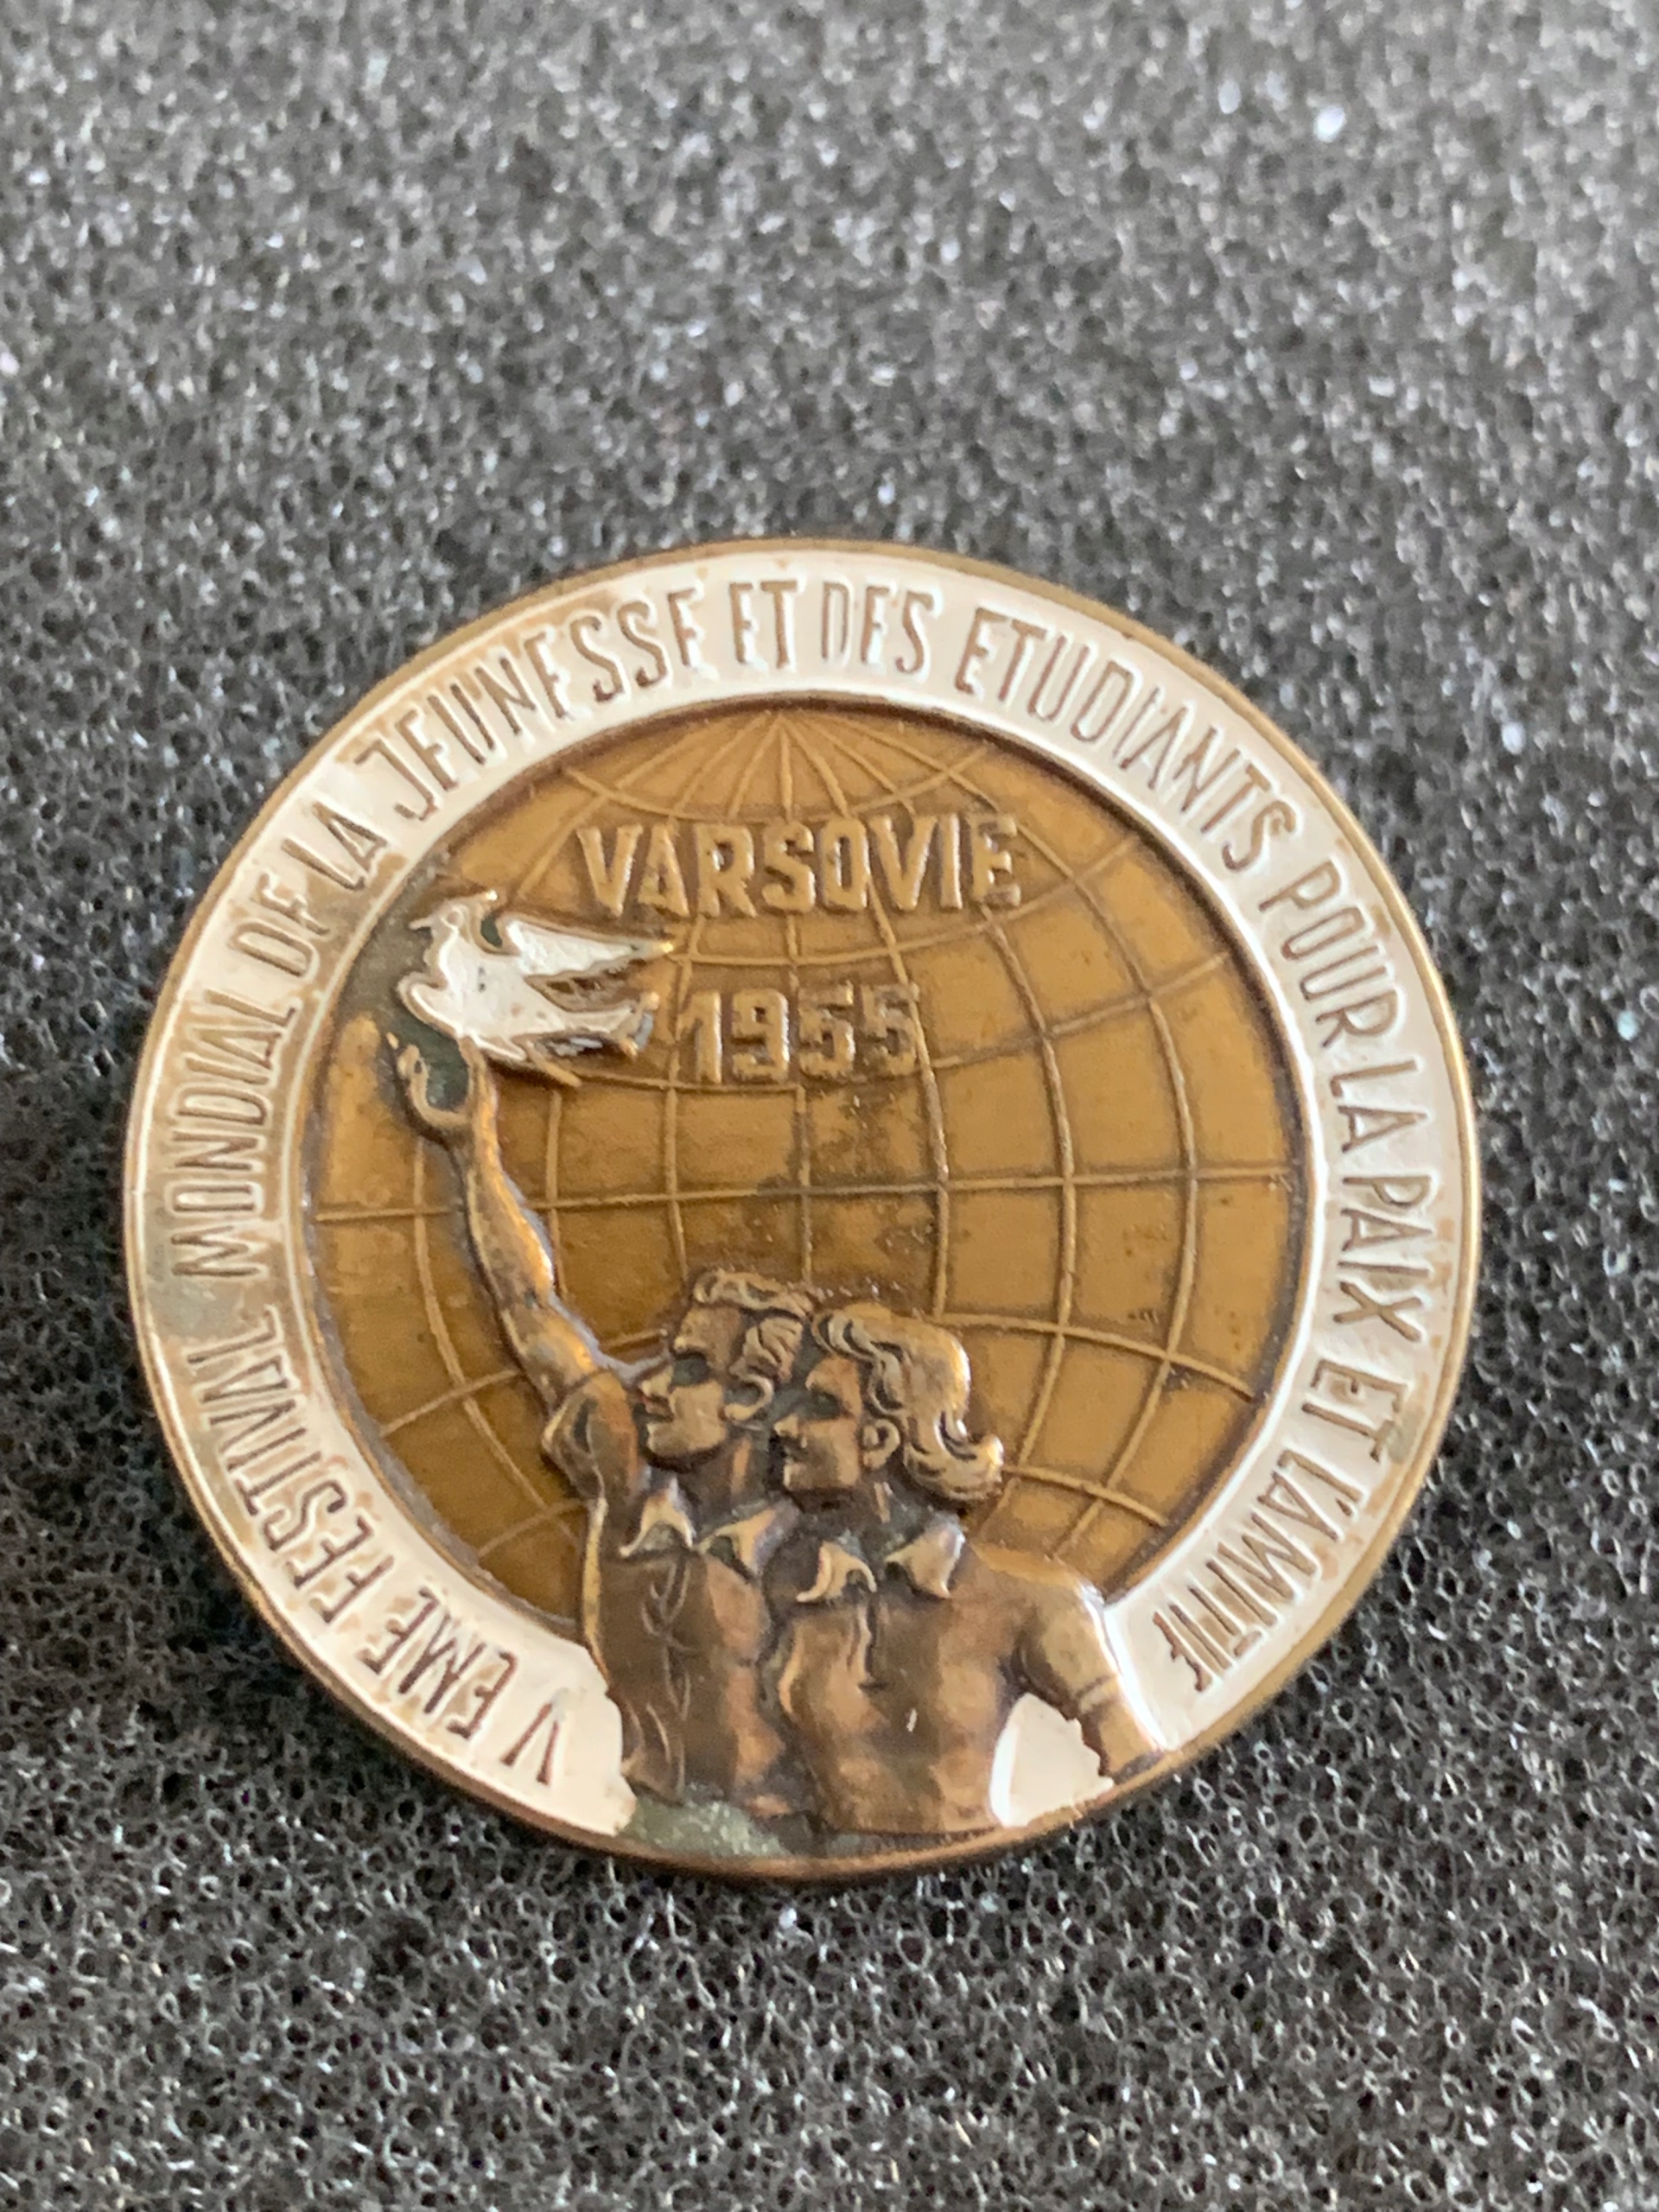 V EME FESTIVAL MONDIAL DE LA JEUNESSE ET DES ETUDIANTS POUR LA PAIX ET L'AMITIE
VARSOVIE
1955